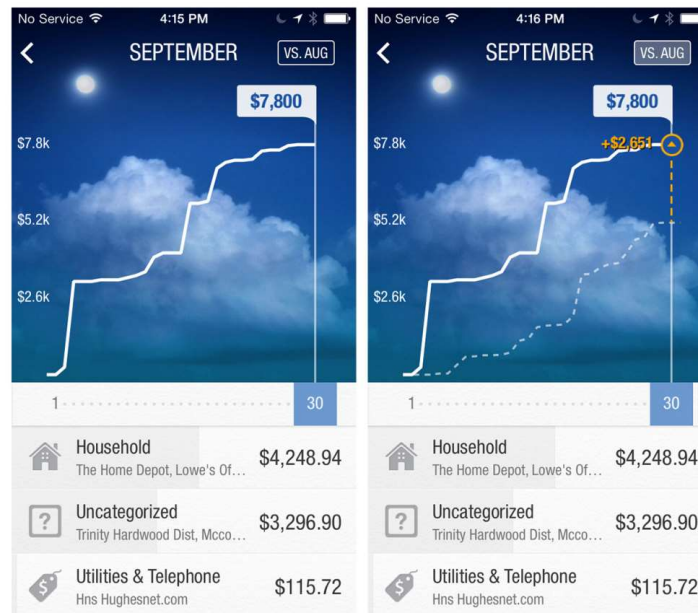 No Service 4:15 PM
SEPTEMBER VS. AUG
$7,800
$7.8k
$5.2k
$2.6k
1 30
Household
The Home Depot, Lowe's Of... $4,248.94
Uncategorized
Trinity Hardwood Dist, Mcco... $3,296.90
Utilities & Telephone
Hns Hughesnet.com $115.72
No Service 4:16 PM
SEPTEMBER VS. AUG
$7,800
$7.8k +$2,651
$5.2k
$2.6k
1 30
Household
The Home Depot, Lowe's Of... $4,248.94
Uncategorized
Trinity Hardwood Dist, Mcco... $3,296.90
Utilities & Telephone
Hns Hughesnet.com $115.72